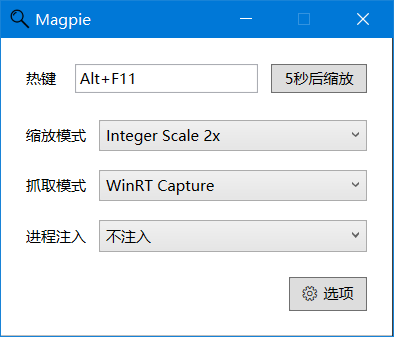 Magpie
热键 Alt+F11 5秒后缩放
缩放模式 Integer Scale 2x
抓取模式 WinRT Capture
进程注入 不注入
选项